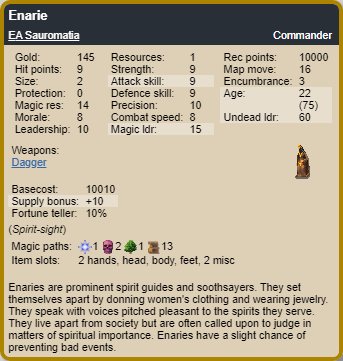 Enarie
EA Sauromatia Commander
Gold: 145 Resources: 1 Rec points: 10000
Hit points: 9 Strength: 9 Map move: 16
Size: 2 Attack skill: 9 Encumbrance: 3
Protection: 0 Defence skill: 9 Age: 22
Magic res: 14 Precision: 10 (75)
Morale: 8 Combat speed: 8 Undead ldr: 60
Leadership: 10 Magic ldr: 15
Weapons:
Dagger
Basecost: 10010
Supply bonus: +10
Fortune teller: 10%
(Spirit-sight)
Magic paths: 1 2 1 13
Item slots: 2 hands, head, body, feet, 2 misc
Enaries are prominent spirit guides and soothsayers. They set
themselves apart by donning women's clothing and wearing jewelry.
They speak with voices pitched pleasant to the spirits they serve.
They live apart from society but are often called upon to judge in
matters of spiritual importance. Enaries have a slight chance of
preventing bad events.